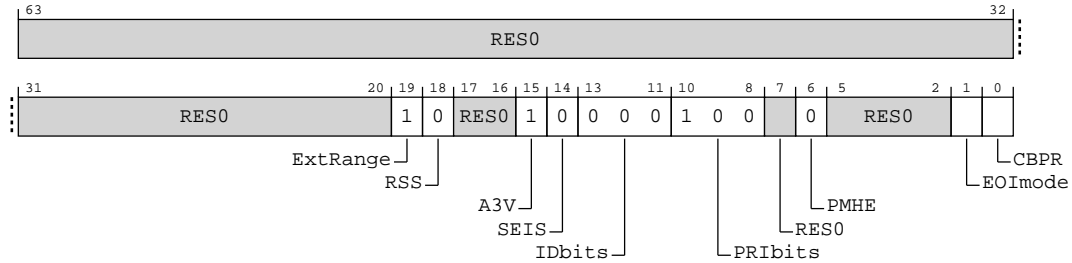 63 32
RES0
31 20 19 18 17 16 15 14 13 11 10 8 7 6 5 2 1 0
RES0 1 0 RES0 1 0 0 0 0 1 0 0 0 RES0
ExtRange CBPR
RSS EOImode
A3V PMHE
SEIS RES0
IDbits PRIbits